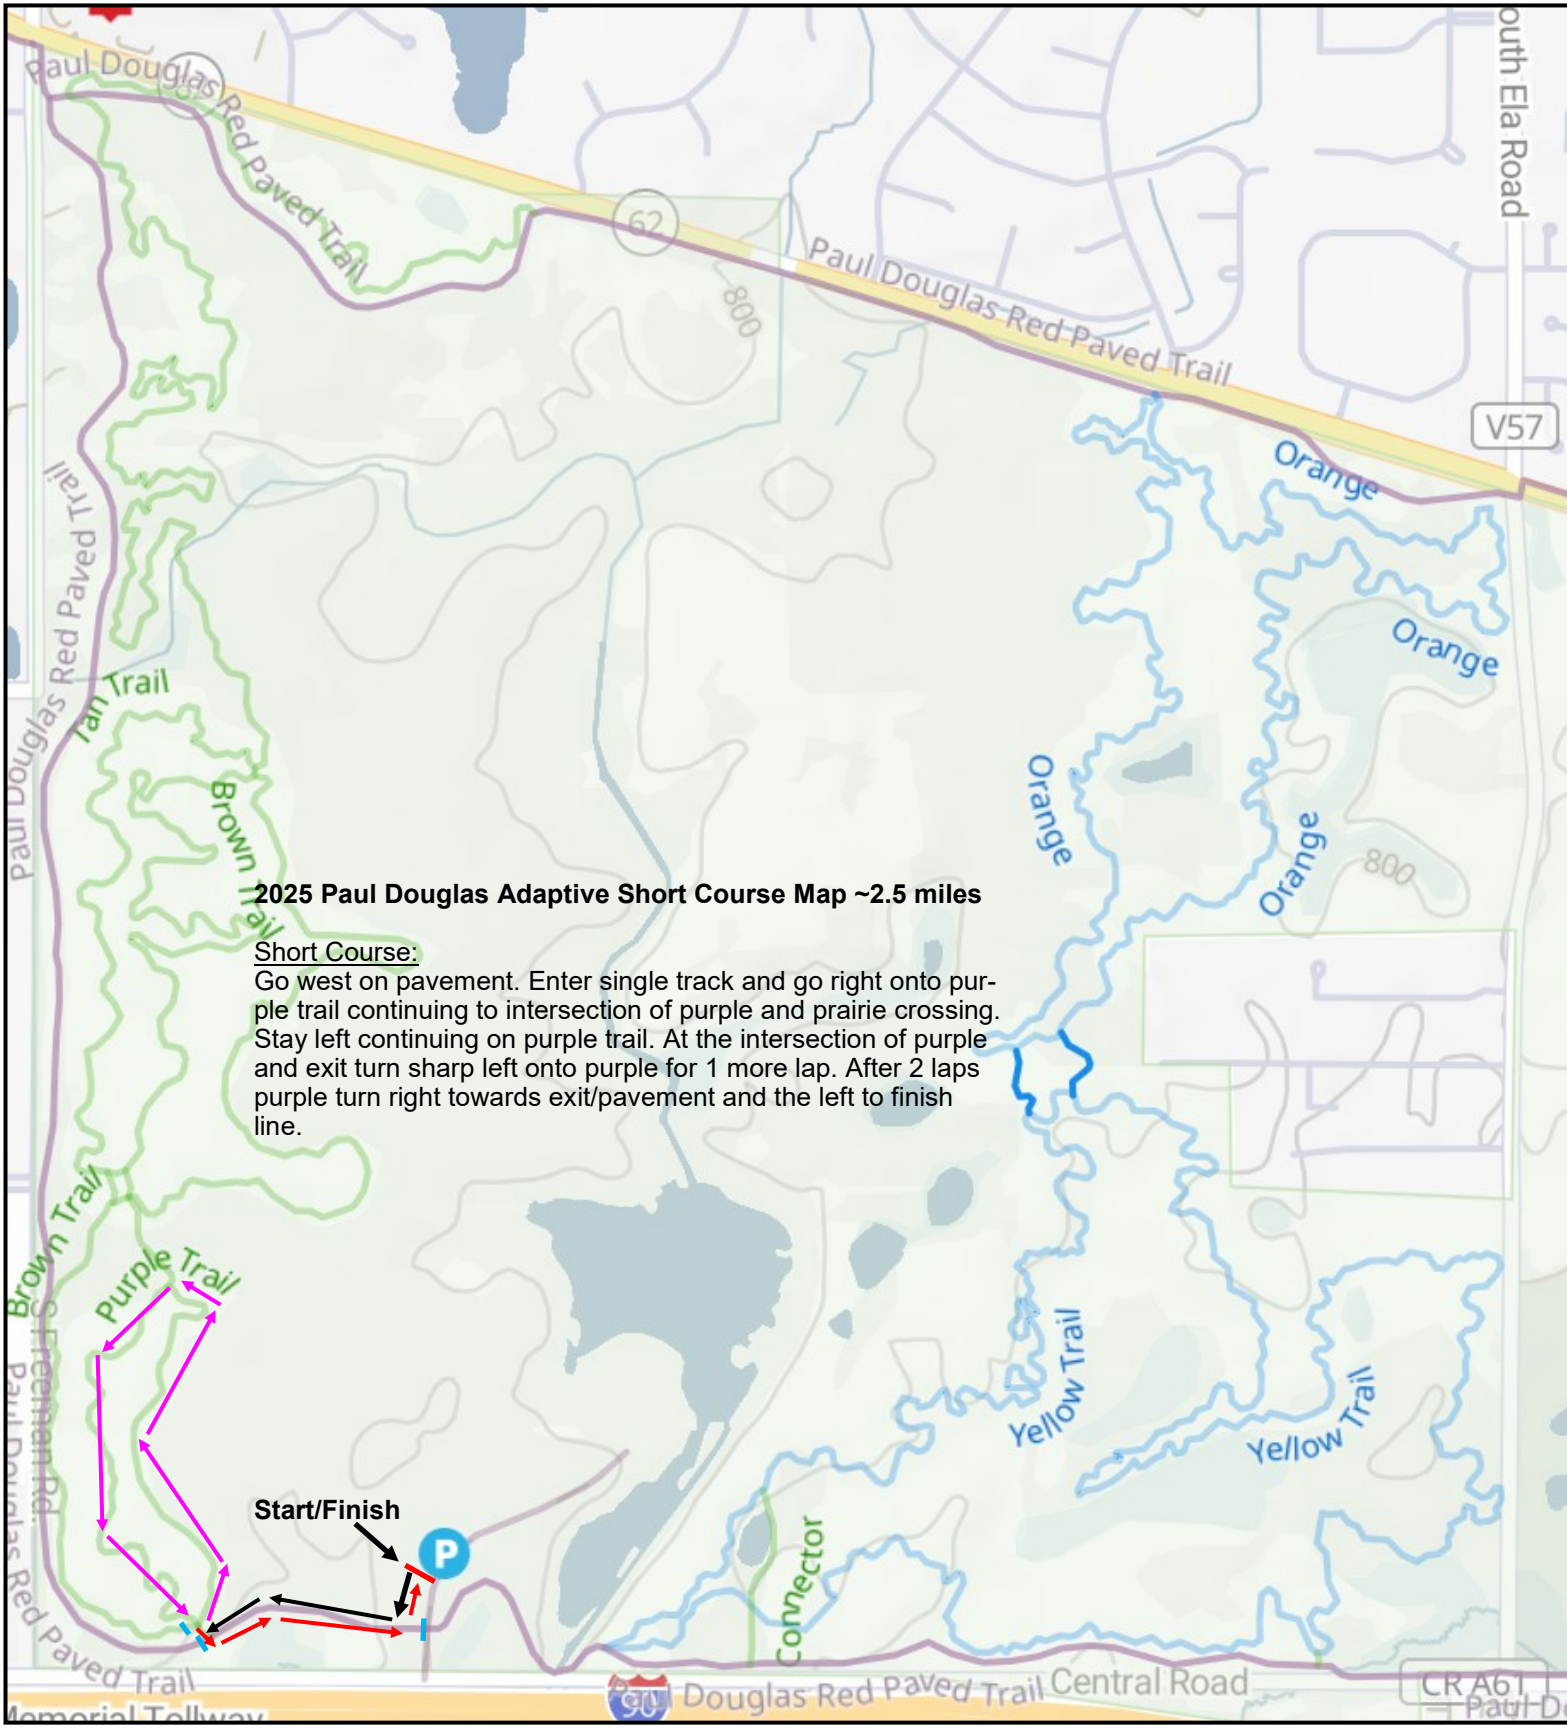 Paul Douglas Red Paved Trail
62
Paul Douglas Red Paved Trail
800
outh Ela Road
V57
Orange
Orange
Paul Douglas Red Paved Trail
Tan Trail
Brown Trail
Orange
Orange
800
2025 Paul Douglas Adaptive Short Course Map ~2.5 miles
Short Course:
Go west on pavement. Enter single track and go right onto pur-
ple trail continuing to intersection of purple and prairie crossing.
Stay left continuing on purple trail. At the intersection of purple
and exit turn sharp left onto purple for 1 more lap. After 2 laps
purple turn right towards exit/pavement and the left to finish
line.
Brown Trail
Purple Trail
S Freeman Rd.
Paul Douglas Red Paved Trail
Yellow Trail
Yellow Trail
Start/Finish
P
Connector
90
Paul Douglas Red Paved Trail
Central Road
CR A61
Paul D
Memorial Tollway